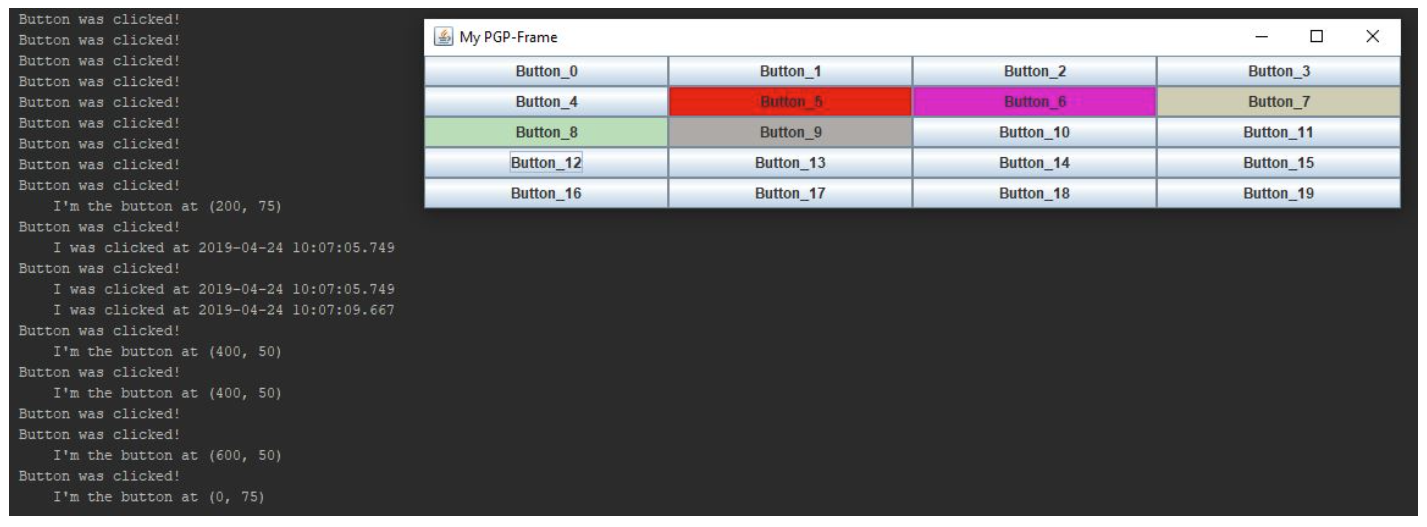 Button was clicked!
Button was clicked!
Button was clicked!
Button was clicked!
Button was clicked!
Button was clicked!
Button was clicked!
Button was clicked!
Button was clicked!
    I'm the button at (200, 75)
Button was clicked!
    I was clicked at 2019-04-24 10:07:05.749
Button was clicked!
    I was clicked at 2019-04-24 10:07:05.749
    I was clicked at 2019-04-24 10:07:09.667
Button was clicked!
    I'm the button at (400, 50)
Button was clicked!
    I'm the button at (400, 50)
Button was clicked!
Button was clicked!
    I'm the button at (600, 50)
Button was clicked!
    I'm the button at (0, 75)
My PGP-Frame
Button_0 Button_1 Button_2 Button_3
Button_4 Button_5 Button_6 Button_7
Button_8 Button_9 Button_10 Button_11
Button_12 Button_13 Button_14 Button_15
Button_16 Button_17 Button_18 Button_19